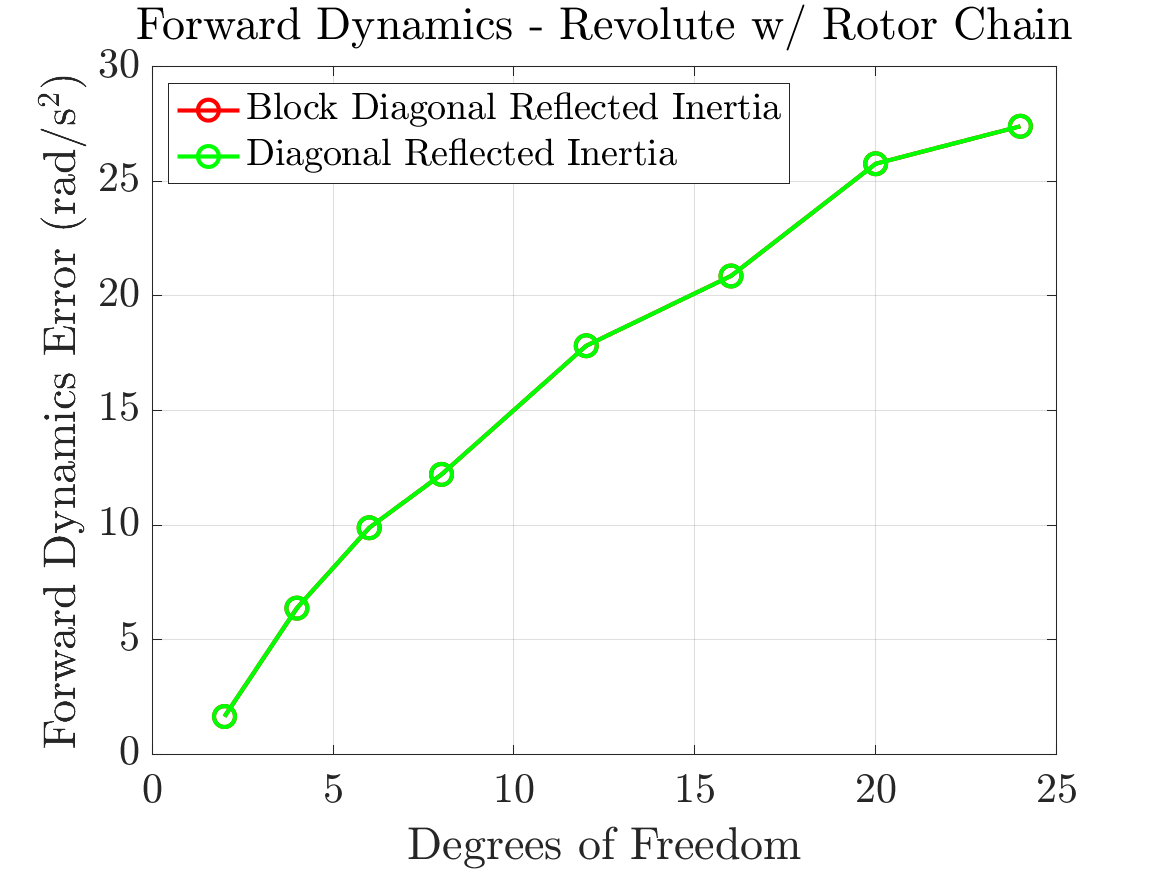 Forward Dynamics - Revolute w/ Rotor Chain
Block Diagonal Reflected Inertia
Diagonal Reflected Inertia
Forward Dynamics Error (rad/s²)
30
25
20
15
10
5
0
0 5 10 15 20 25
Degrees of Freedom